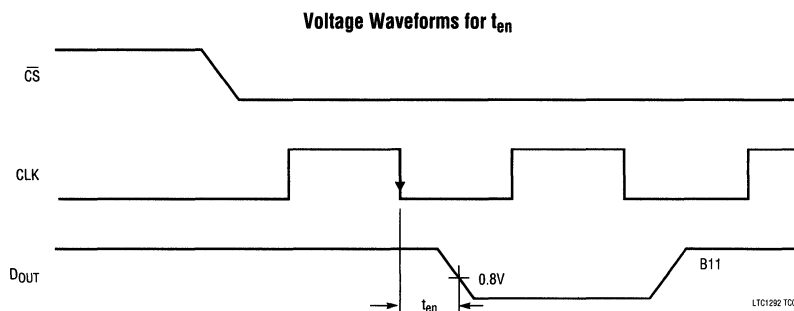 Voltage Waveforms for ten
CS
CLK
DOUT
0.8V
B11
ten
LTC1292 TC